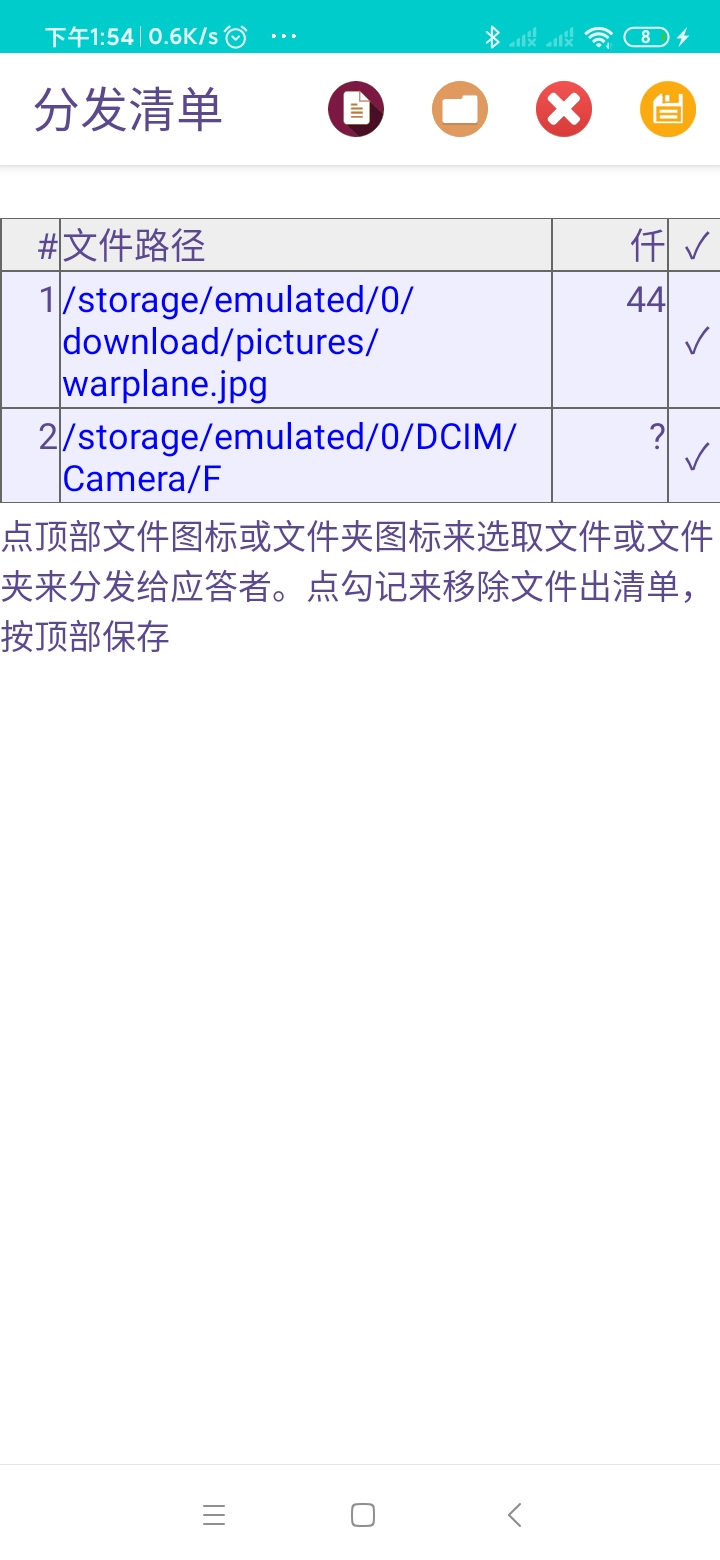 下午1:54 | 0.6K/s ...
8
分发清单
# 文件路径 仟 ✓
1 /storage/emulated/0/ 44
download/pictures/ ✓
warplane.jpg
2 /storage/emulated/0/DCIM/ ?
Camera/F ✓
点顶部文件图标或文件夹图标来选取文件或文件
夹来分发给应答者。点勾记来移除文件出清单，
按顶部保存